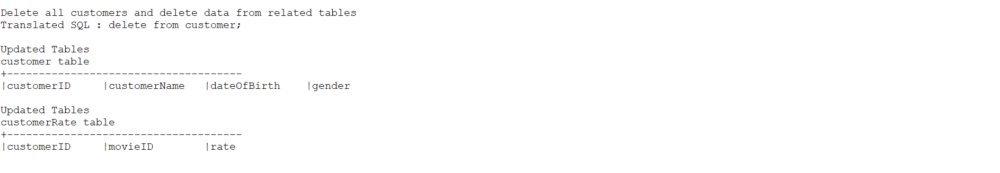 Delete all customers and delete data from related tables
Translated SQL : delete from customer;
Updated Tables
customer table
+-------------------------------------
|customerID     |customerName   |dateOfBirth    |gender
Updated Tables
customerRate table
+-------------------------------------
|customerID     |movieID        |rate